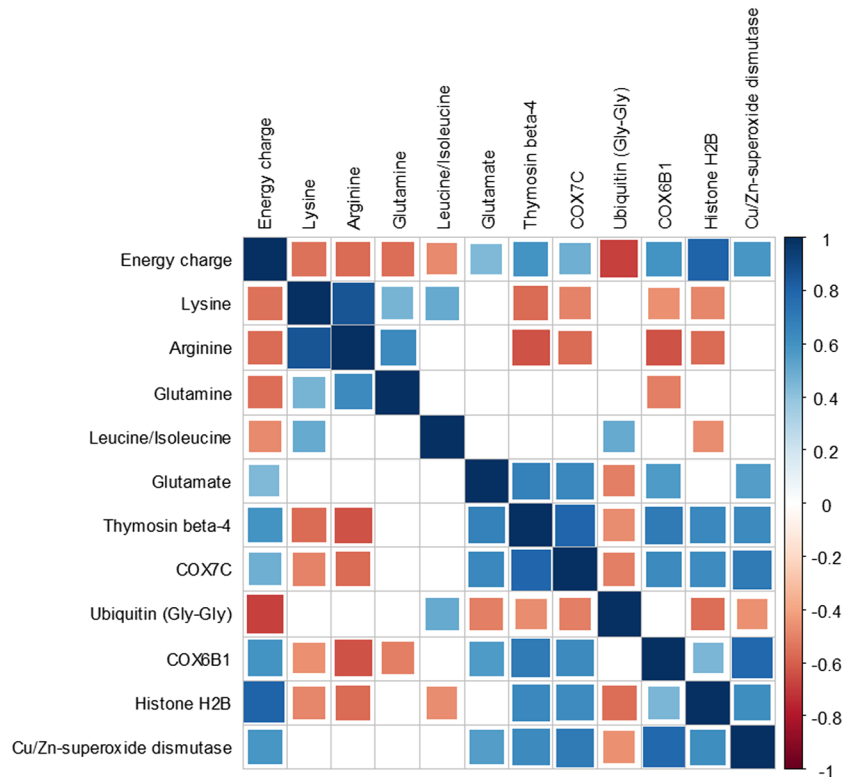 Energy charge
Lysine
Arginine
Glutamine
Leucine/Isoleucine
Glutamate
Thymosin beta-4
COX7C
Ubiquitin (Gly-Gly)
COX6B1
Histone H2B
Cu/Zn-superoxide dismutase
Energy charge
Lysine
Arginine
Glutamine
Leucine/Isoleucine
Glutamate
Thymosin beta-4
COX7C
Ubiquitin (Gly-Gly)
COX6B1
Histone H2B
Cu/Zn-superoxide dismutase
1
0.8
0.6
0.4
0.2
0
-0.2
-0.4
-0.6
-0.8
-1